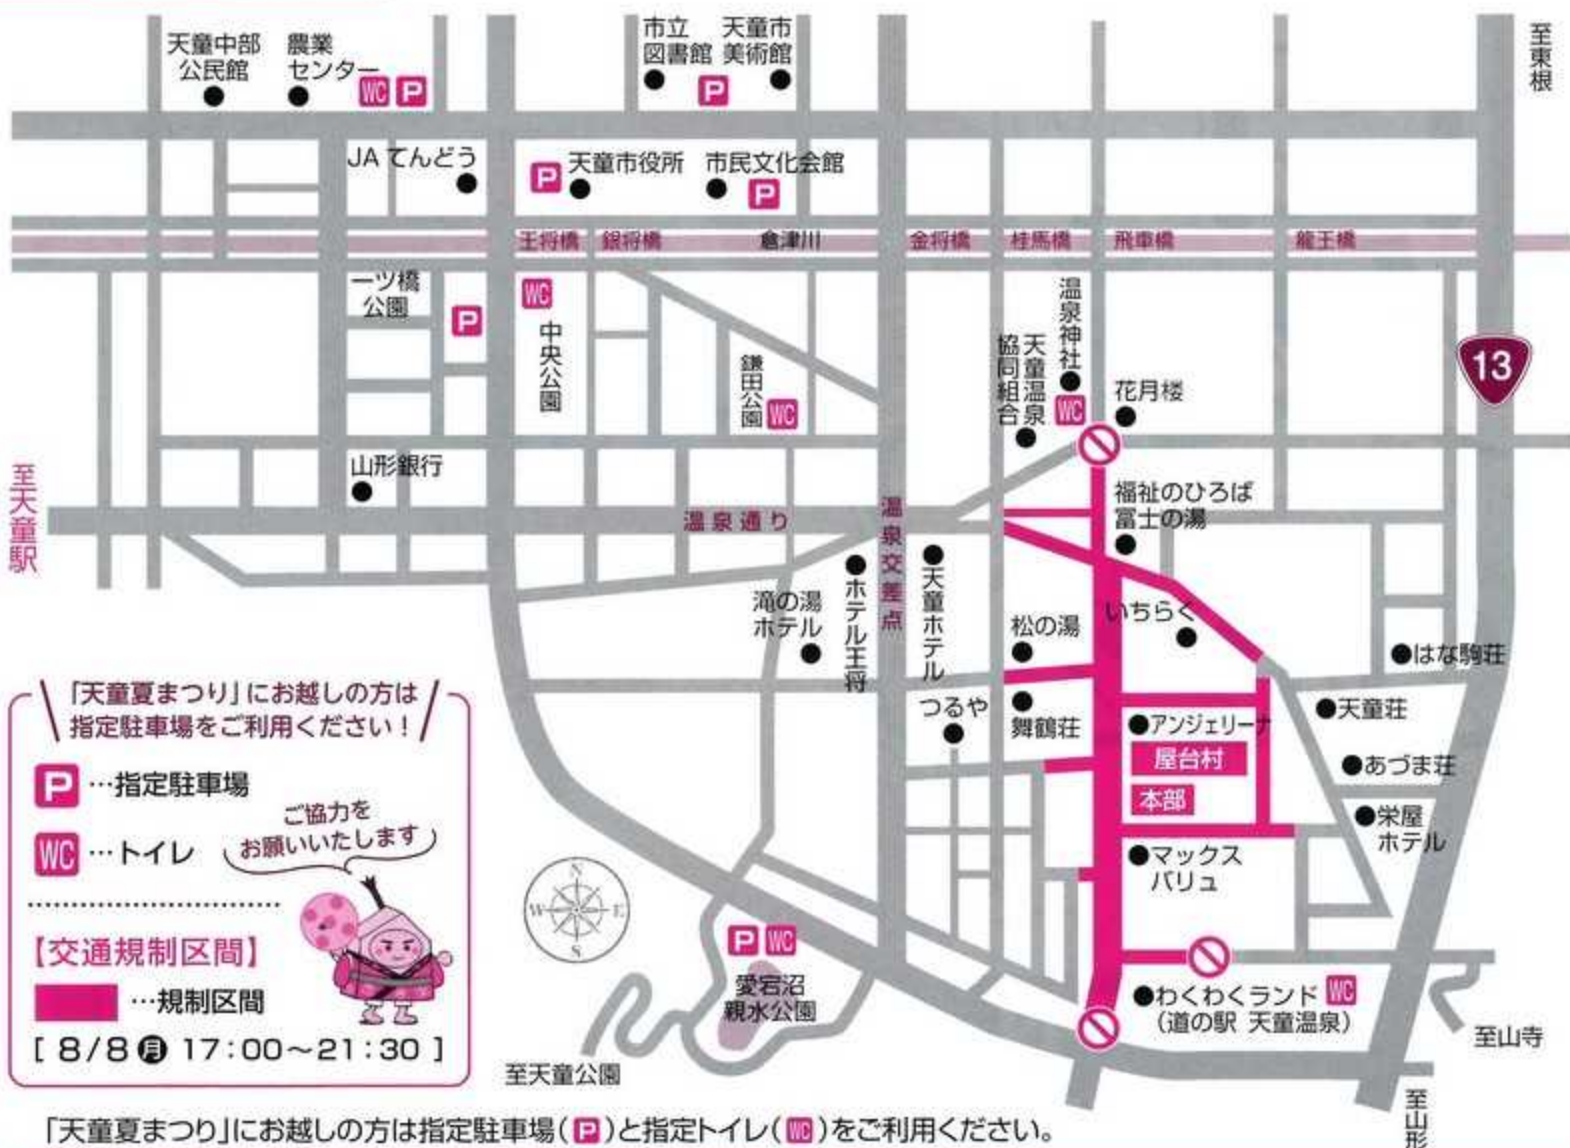 天童中部
公民館
農業
センター
WC P
市立
図書館
天童市
美術館
P
至東根
JA てんどう
P 天童市役所
市民文化会館
P
王将橋
銀将橋
倉津川
金将橋
桂馬橋
飛車橋
龍王橋
一ツ橋
公園
P
WC
中央公園
鎌田公園
WC
天童温泉
協同組合
温泉神社
WC
花月楼
13
至天童駅
山形銀行
温泉通り
温泉交差点
福祉のひろば
冨士の湯
滝の湯
ホテル
ホテル王将
天童ホテル
松の湯
いちらく
はな駒荘
つるや
舞鶴荘
アンジェリーナ
天童荘
屋台村
あづま荘
本部
栄屋
ホテル
マックス
バリュ
「天童夏まつり」にお越しの方は
指定駐車場をご利用ください！
P …指定駐車場
WC …トイレ
ご協力を
お願いいたします
【交通規制区間】
…規制区間
[ 8/8㊊ 17:00〜21:30 ]
N
W E
S
P WC
愛宕沼
親水公園
至天童公園
わくわくランド WC
（道の駅 天童温泉）
至山寺
至山形
「天童夏まつり」にお越しの方は指定駐車場（P）と指定トイレ（WC）をご利用ください。